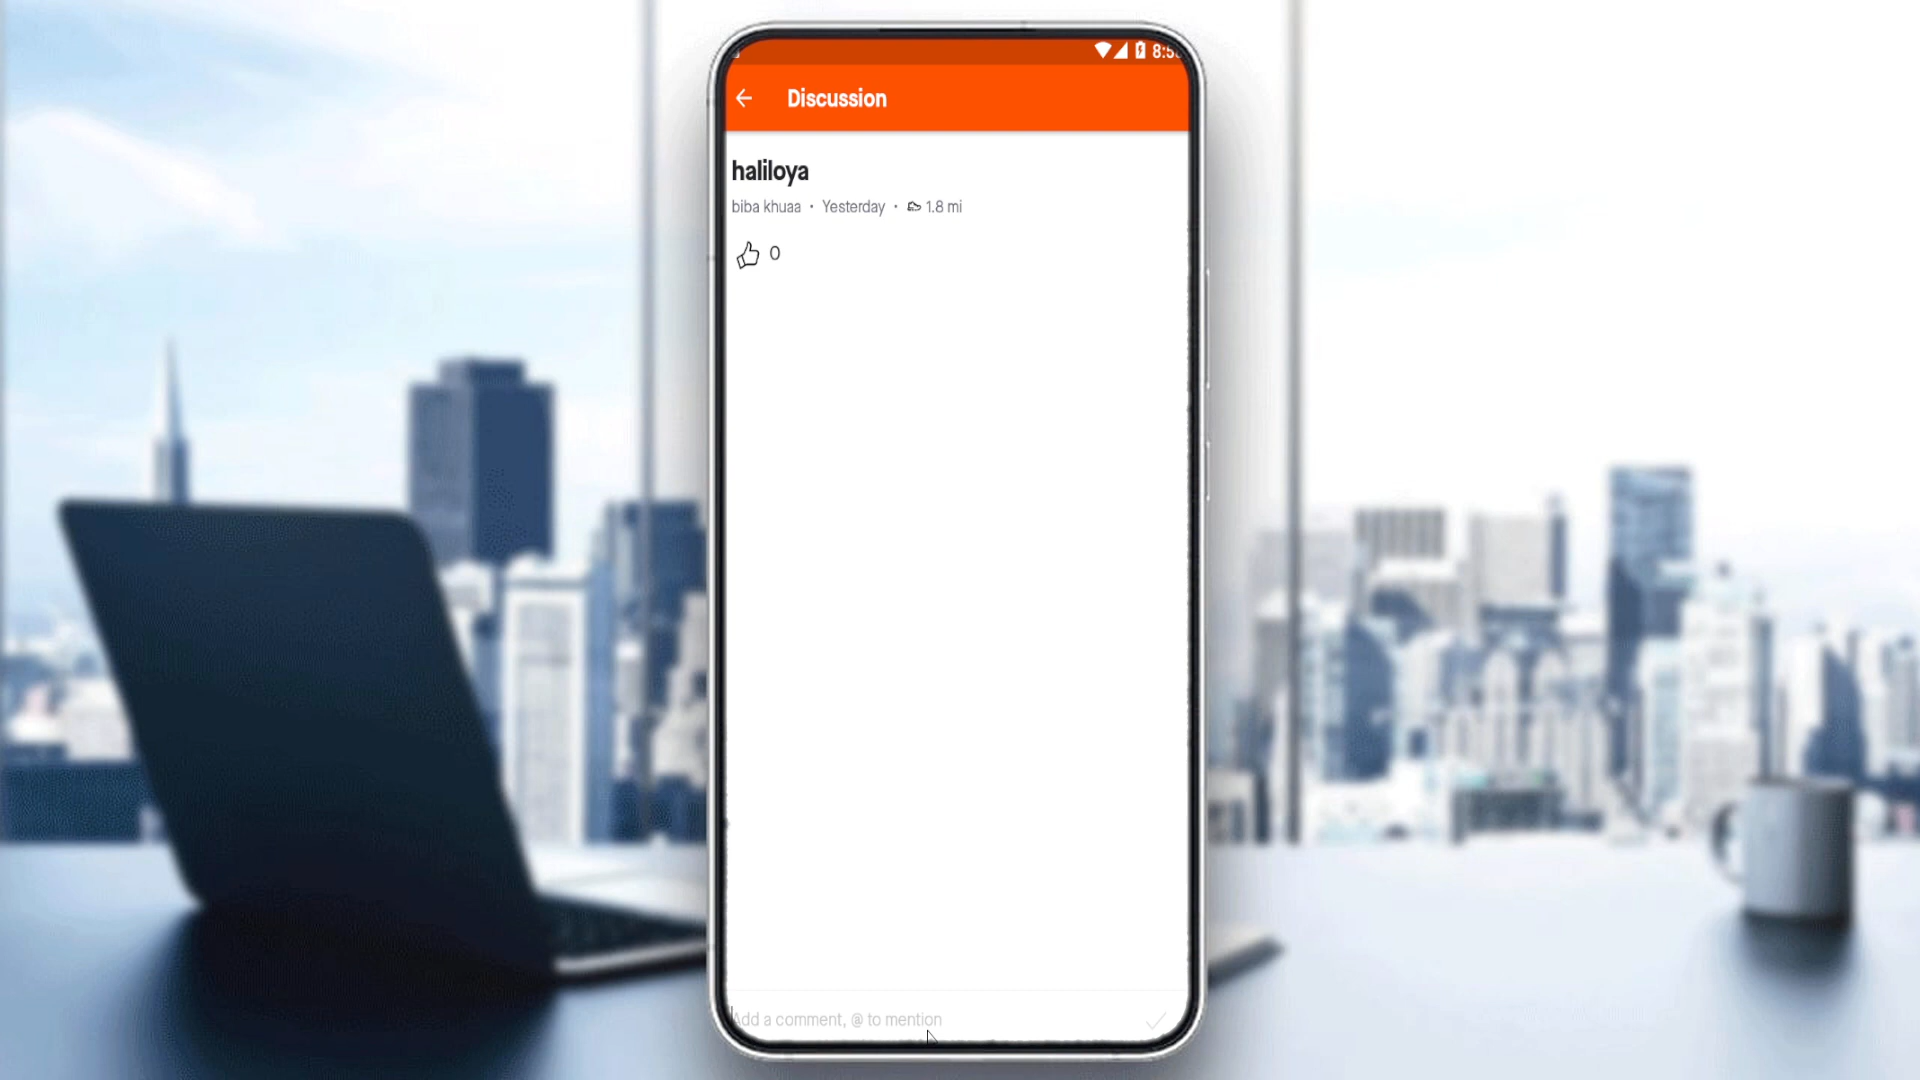 Discussion
haliloya
biba khuaa · Yesterday · 1.8 mi
0
Add a comment, @ to mention